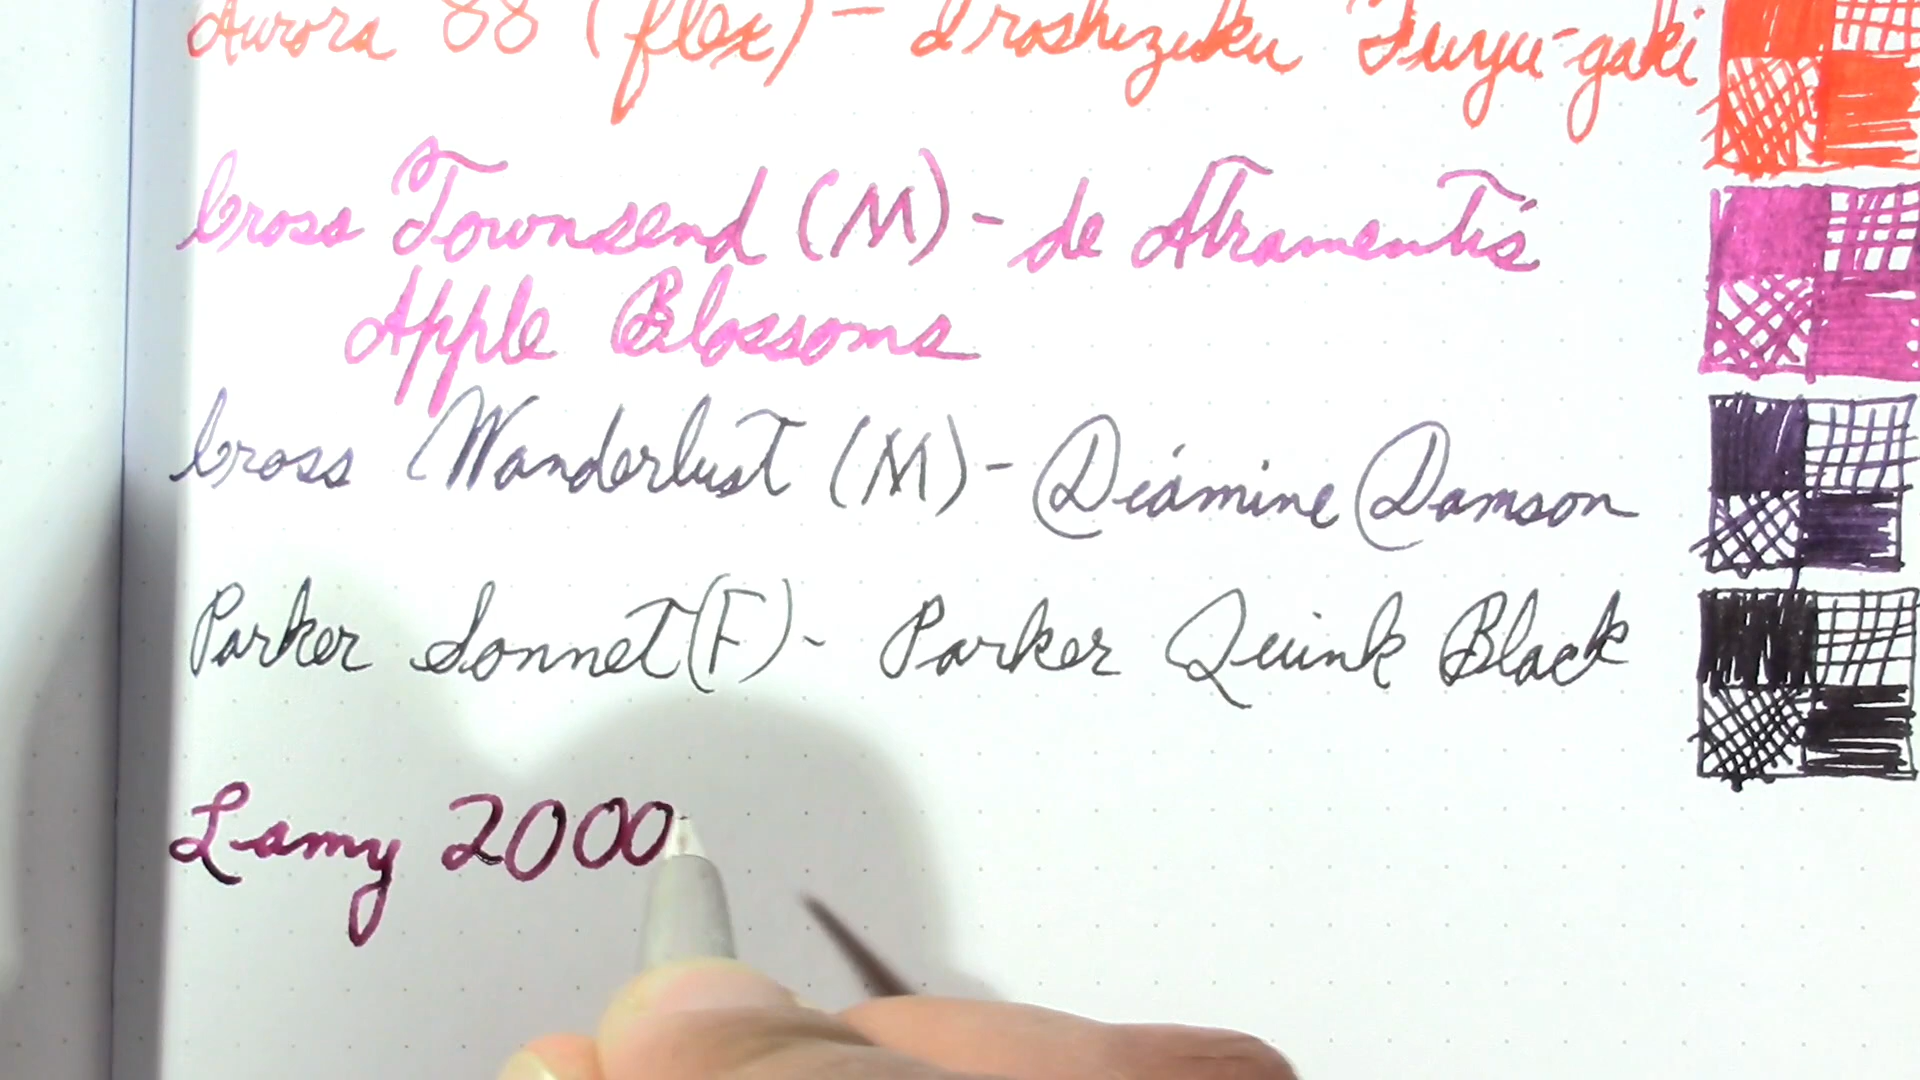 Aurora 88 (flex) - Iroshizuku Fuyu-gaki
Cross Townsend (M) - de Atramentis
Apple Blossoms
Cross Wanderlust (M) - Diamine Damson
Parker Sonnet (F) - Parker Quink Black
Lamy 2000